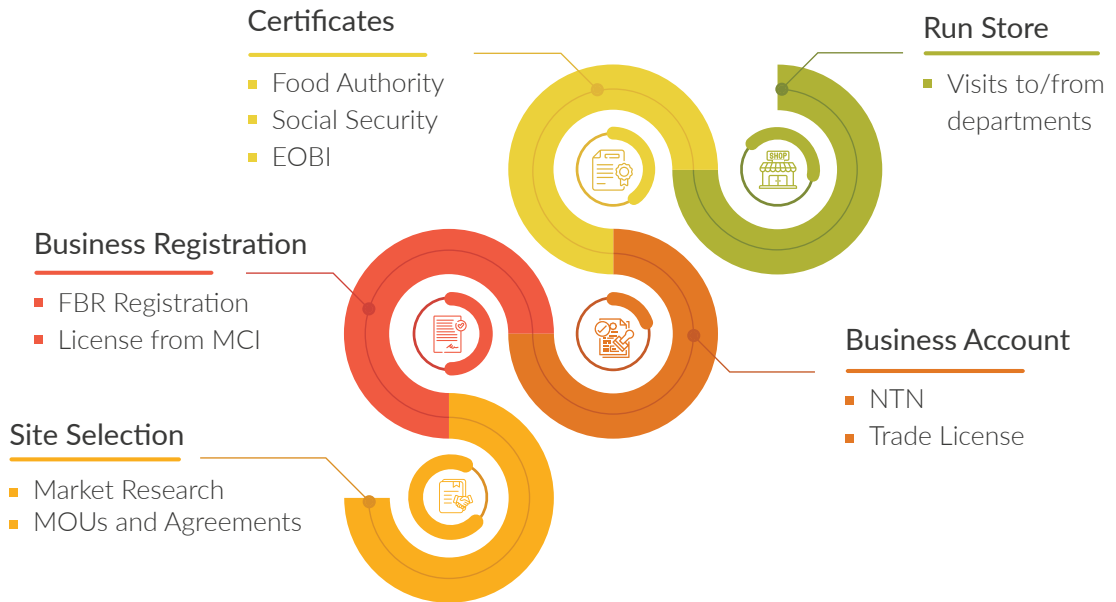 Certificates
Food Authority
Social Security
EOBI
Run Store
Visits to/from
departments
SHOP
Business Registration
FBR Registration
License from MCI
Business Account
NTN
Trade License
Site Selection
Market Research
MOUs and Agreements